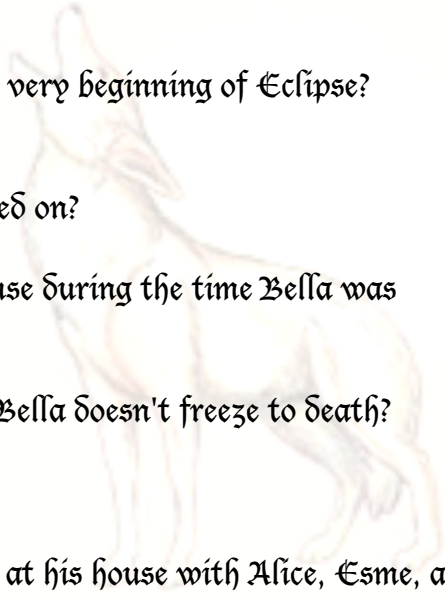 very beginning of Eclipse?
ed on?
use during the time Bella was
Bella doesn't freeze to death?
at his house with Alice, Esme, a